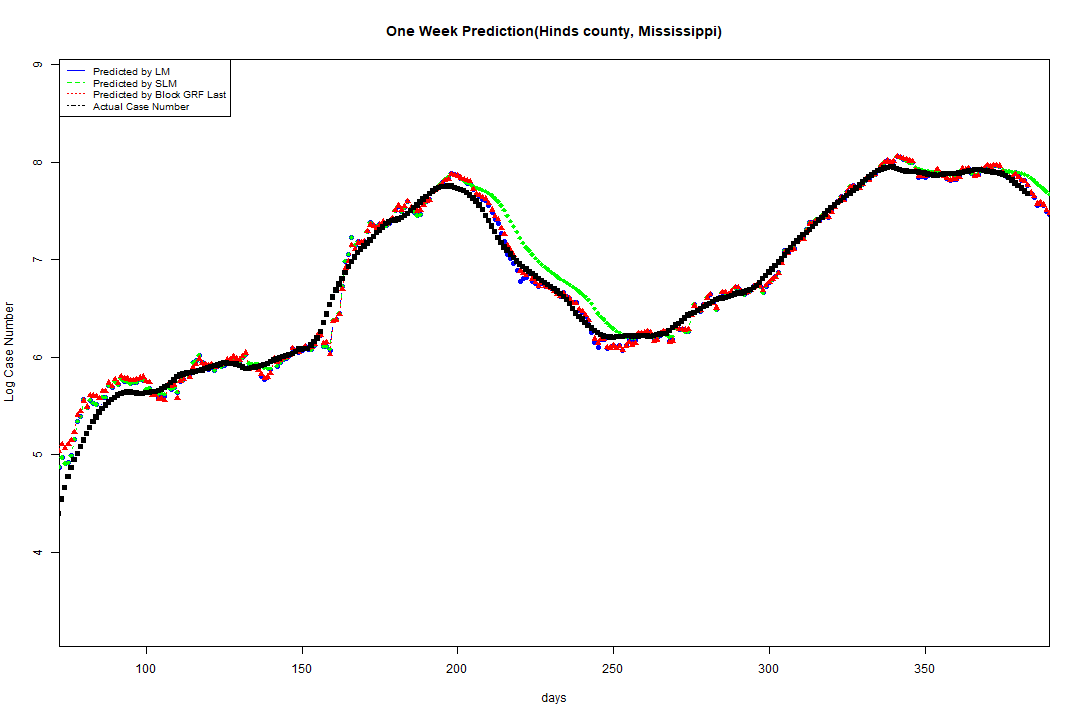 One Week Prediction(Hinds county, Mississippi)
Predicted by LM
Predicted by SLM
Predicted by Block GRF Last
Actual Case Number
9
8
7
6
5
4
Log Case Number
100 150 200 250 300 350
days